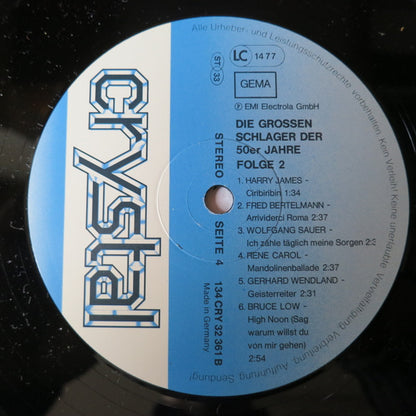 Alle Urheber- und Leistungsschutzrechte vorbehalten. Kein Verleih! Keine unerlaubte Vervielfältigung, Vermietung, Aufführung, Sendung!
crystal
ST 33
LC 1477
GEMA
℗ EMI Electrola GmbH
DIE GROSSEN
SCHLAGER DER
50er JAHRE
FOLGE 2
STEREO SEITE 4 134 CRY 32 361 B
Made in Germany
1. HARRY JAMES -
Ciribiribin 1:34
2. FRED BERTELMANN -
Arrividerci Roma 2:37
3. WOLFGANG SAUER -
Ich zähle täglich meine Sorgen 2:3
4. RENE CAROL -
Mandolinenballade 2:31
5. GERHARD WENDLAND -
Geisterreiter 2:31
6. BRUCE LOW -
High Noon (Sag
warum willst du
von mir gehen)
2:54